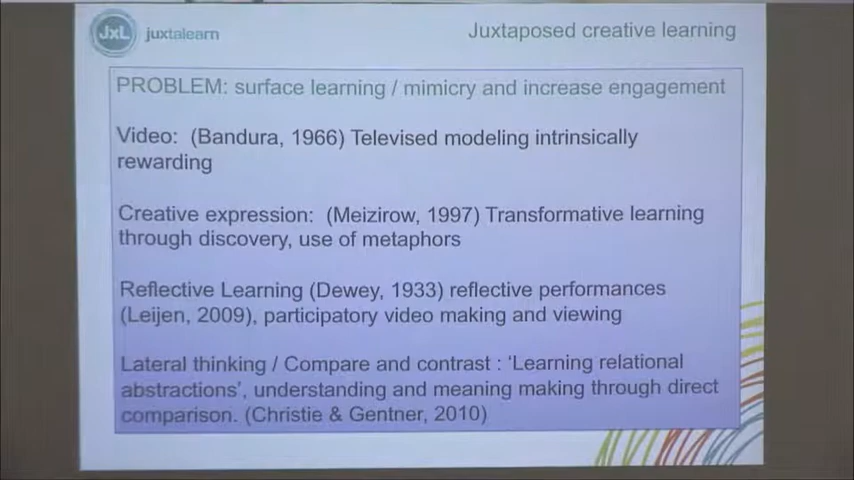 JxL juxtalearn
Juxtaposed creative learning
PROBLEM: surface learning / mimicry and increase engagement
Video: (Bandura, 1966) Televised modeling intrinsically
rewarding
Creative expression: (Meizirow, 1997) Transformative learning
through discovery, use of metaphors
Reflective Learning (Dewey, 1933) reflective performances
(Leijen, 2009), participatory video making and viewing
Lateral thinking / Compare and contrast : ‘Learning relational
abstractions’, understanding and meaning making through direct
comparison. (Christie & Gentner, 2010)